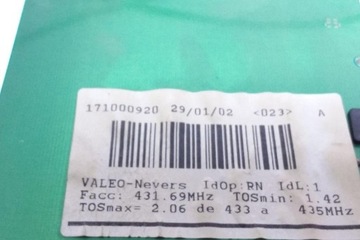 171000920 29/01/02 <023> A
VALEO-Nevers IdOp:RN IdL:1
Facc: 431.69MHz TOSmin: 1.42
TOSmax= 2.06 de 433 a 435MHz